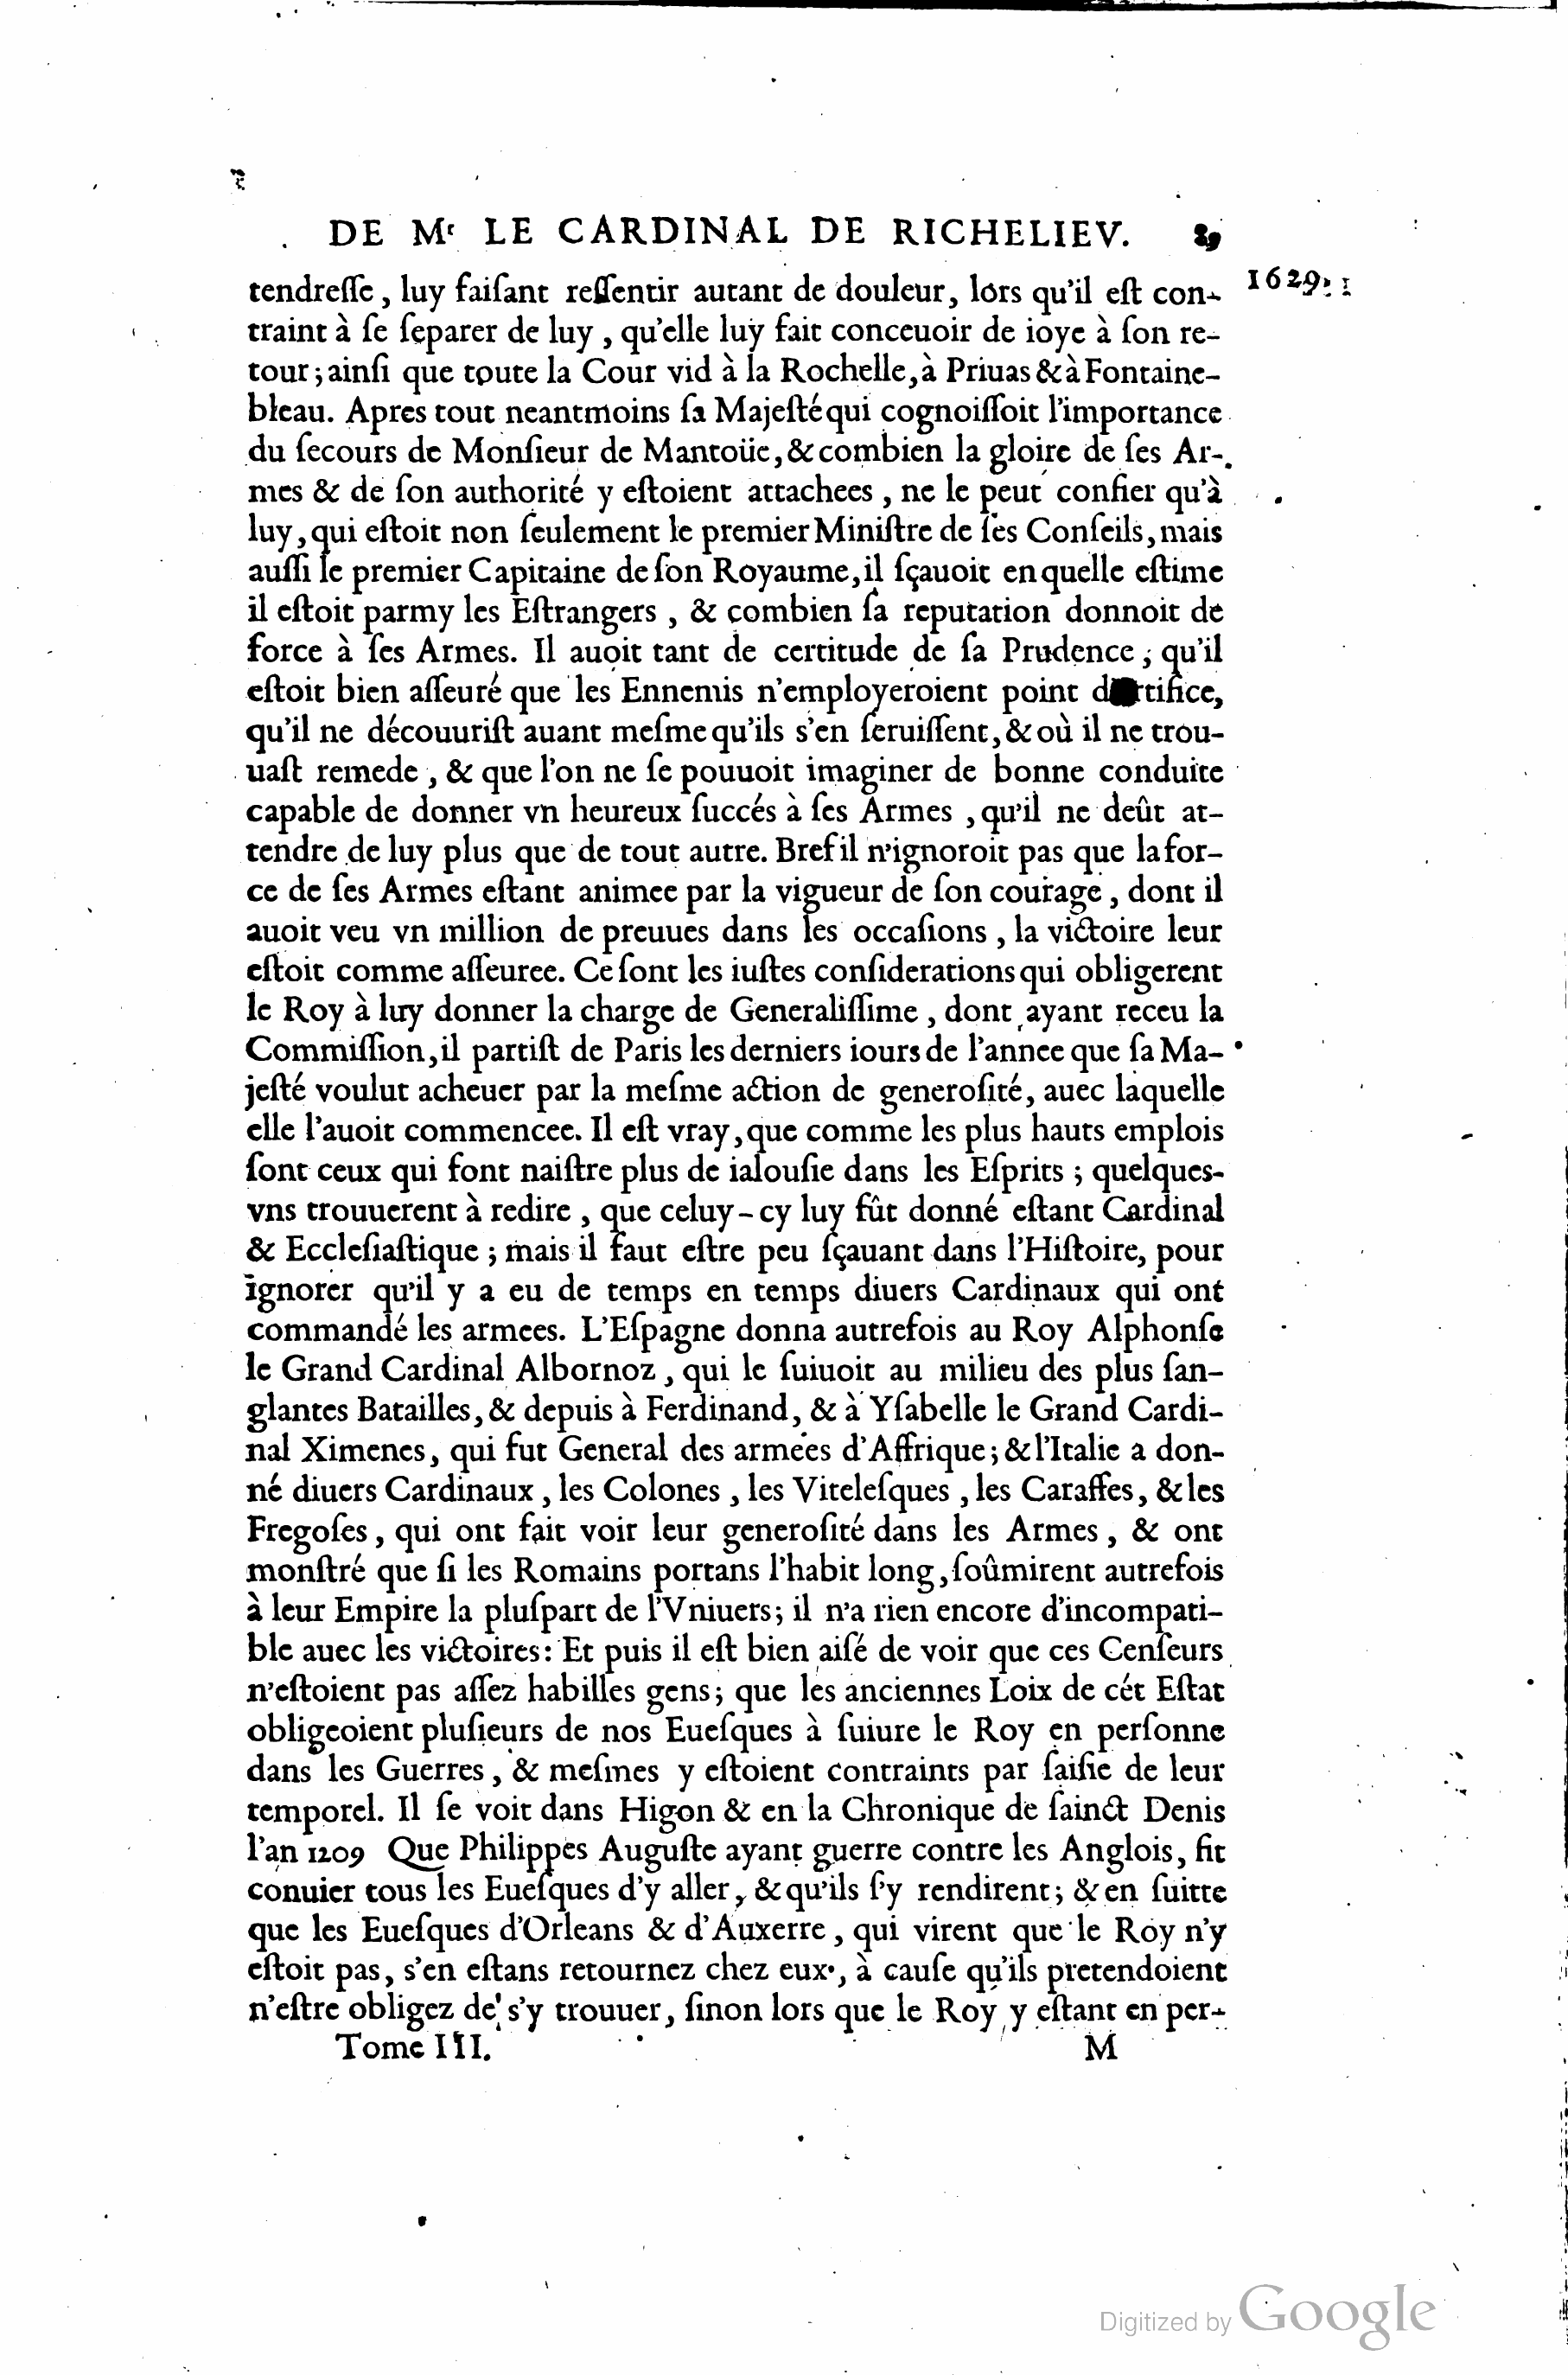 DE Mr LE CARDINAL DE RICHELIEV. 89
1629.
tendreſſe, luy faiſant reſſentir autant de douleur, lors qu'il eſt con-
traint à ſe ſeparer de luy, qu'elle luy fait conceuoir de ioye à ſon re-
tour; ainſi que toute la Cour vid à la Rochelle, à Priuas & à Fontaine-
bleau. Apres tout neantmoins ſa Majeſté qui cognoiſſoit l'importance
du ſecours de Monſieur de Mantoüe, & combien la gloire de ſes Ar-
mes & de ſon authorité y eſtoient attachees, ne le peut confier qu'à
luy, qui eſtoit non ſeulement le premier Miniſtre de ſes Conſeils, mais
auſſi le premier Capitaine de ſon Royaume, il ſçauoit en quelle eſtime
il eſtoit parmy les Eſtrangers, & combien ſa reputation donnoit de
force à ſes Armes. Il auoit tant de certitude de ſa Prudence; qu'il
eſtoit bien aſſeuré que les Ennemis n'employeroient point
qu'il ne découuriſt auant meſme qu'ils s'en ſeruiſſent, & où il ne trou-
uaſt remede, & que l'on ne ſe pouuoit imaginer de bonne conduite
capable de donner vn heureux ſuccés à ſes Armes, qu'il ne deût at-
tendre de luy plus que de tout autre. Bref il n'ignoroit pas que la for-
ce de ſes Armes eſtant animee par la vigueur de ſon courage, dont il
auoit veu vn million de preuues dans les occaſions, la victoire leur
eſtoit comme aſſeuree. Ce ſont les iuſtes conſiderations qui obligerent
le Roy à luy donner la charge de Generaliſſime, dont ayant receu la
Commiſſion, il partiſt de Paris les derniers iours de l'annee que ſa Ma-
jeſté voulut acheuer par la meſme action de generoſité, auec laquelle
elle l'auoit commencee. Il eſt vray, que comme les plus hauts emplois
ſont ceux qui font naiſtre plus de ialouſie dans les Eſprits; quelques-
vns trouuerent à redire, que celuy-cy luy fût donné eſtant Cardinal
& Eccleſiaſtique; mais il faut eſtre peu ſçauant dans l'Hiſtoire, pour
ignorer qu'il y a eu de temps en temps diuers Cardinaux qui ont
commandé les armees. L'Eſpagne donna autrefois au Roy Alphonſe
le Grand Cardinal Albornoz, qui le ſuiuoit au milieu des plus ſan-
glantes Batailles, & depuis à Ferdinand, & à Yſabelle le Grand Cardi-
nal Ximenes, qui fut General des armées d'Affrique; & l'Italie a don-
né diuers Cardinaux, les Colones, les Viteleſques, les Caraffes, & les
Fregoſes, qui ont fait voir leur generoſité dans les Armes, & ont
monſtré que ſi les Romains portans l'habit long, ſoûmirent autrefois
à leur Empire la pluſpart de l'Vniuers; il n'a rien encore d'incompati-
ble auec les victoires: Et puis il eſt bien aiſé de voir que ces Cenſeurs
n'eſtoient pas aſſez habilles gens; que les anciennes Loix de cét Eſtat
obligeoient pluſieurs de nos Eueſques à ſuiure le Roy en perſonne
dans les Guerres, & meſmes y eſtoient contraints par ſaiſie de leur
temporel. Il ſe voit dans Higon & en la Chronique de ſainct Denis
l'an 1209 Que Philippes Auguſte ayant guerre contre les Anglois, fit
conuier tous les Eueſques d'y aller, & qu'ils ſ'y rendirent; & en ſuitte
que les Eueſques d'Orleans & d'Auxerre, qui virent que le Roy n'y
eſtoit pas, s'en eſtans retournez chez eux, à cauſe qu'ils pretendoient
n'eſtre obligez de s'y trouuer, ſinon lors que le Roy y eſtant en per-
Tome III. M
Digitized by Google